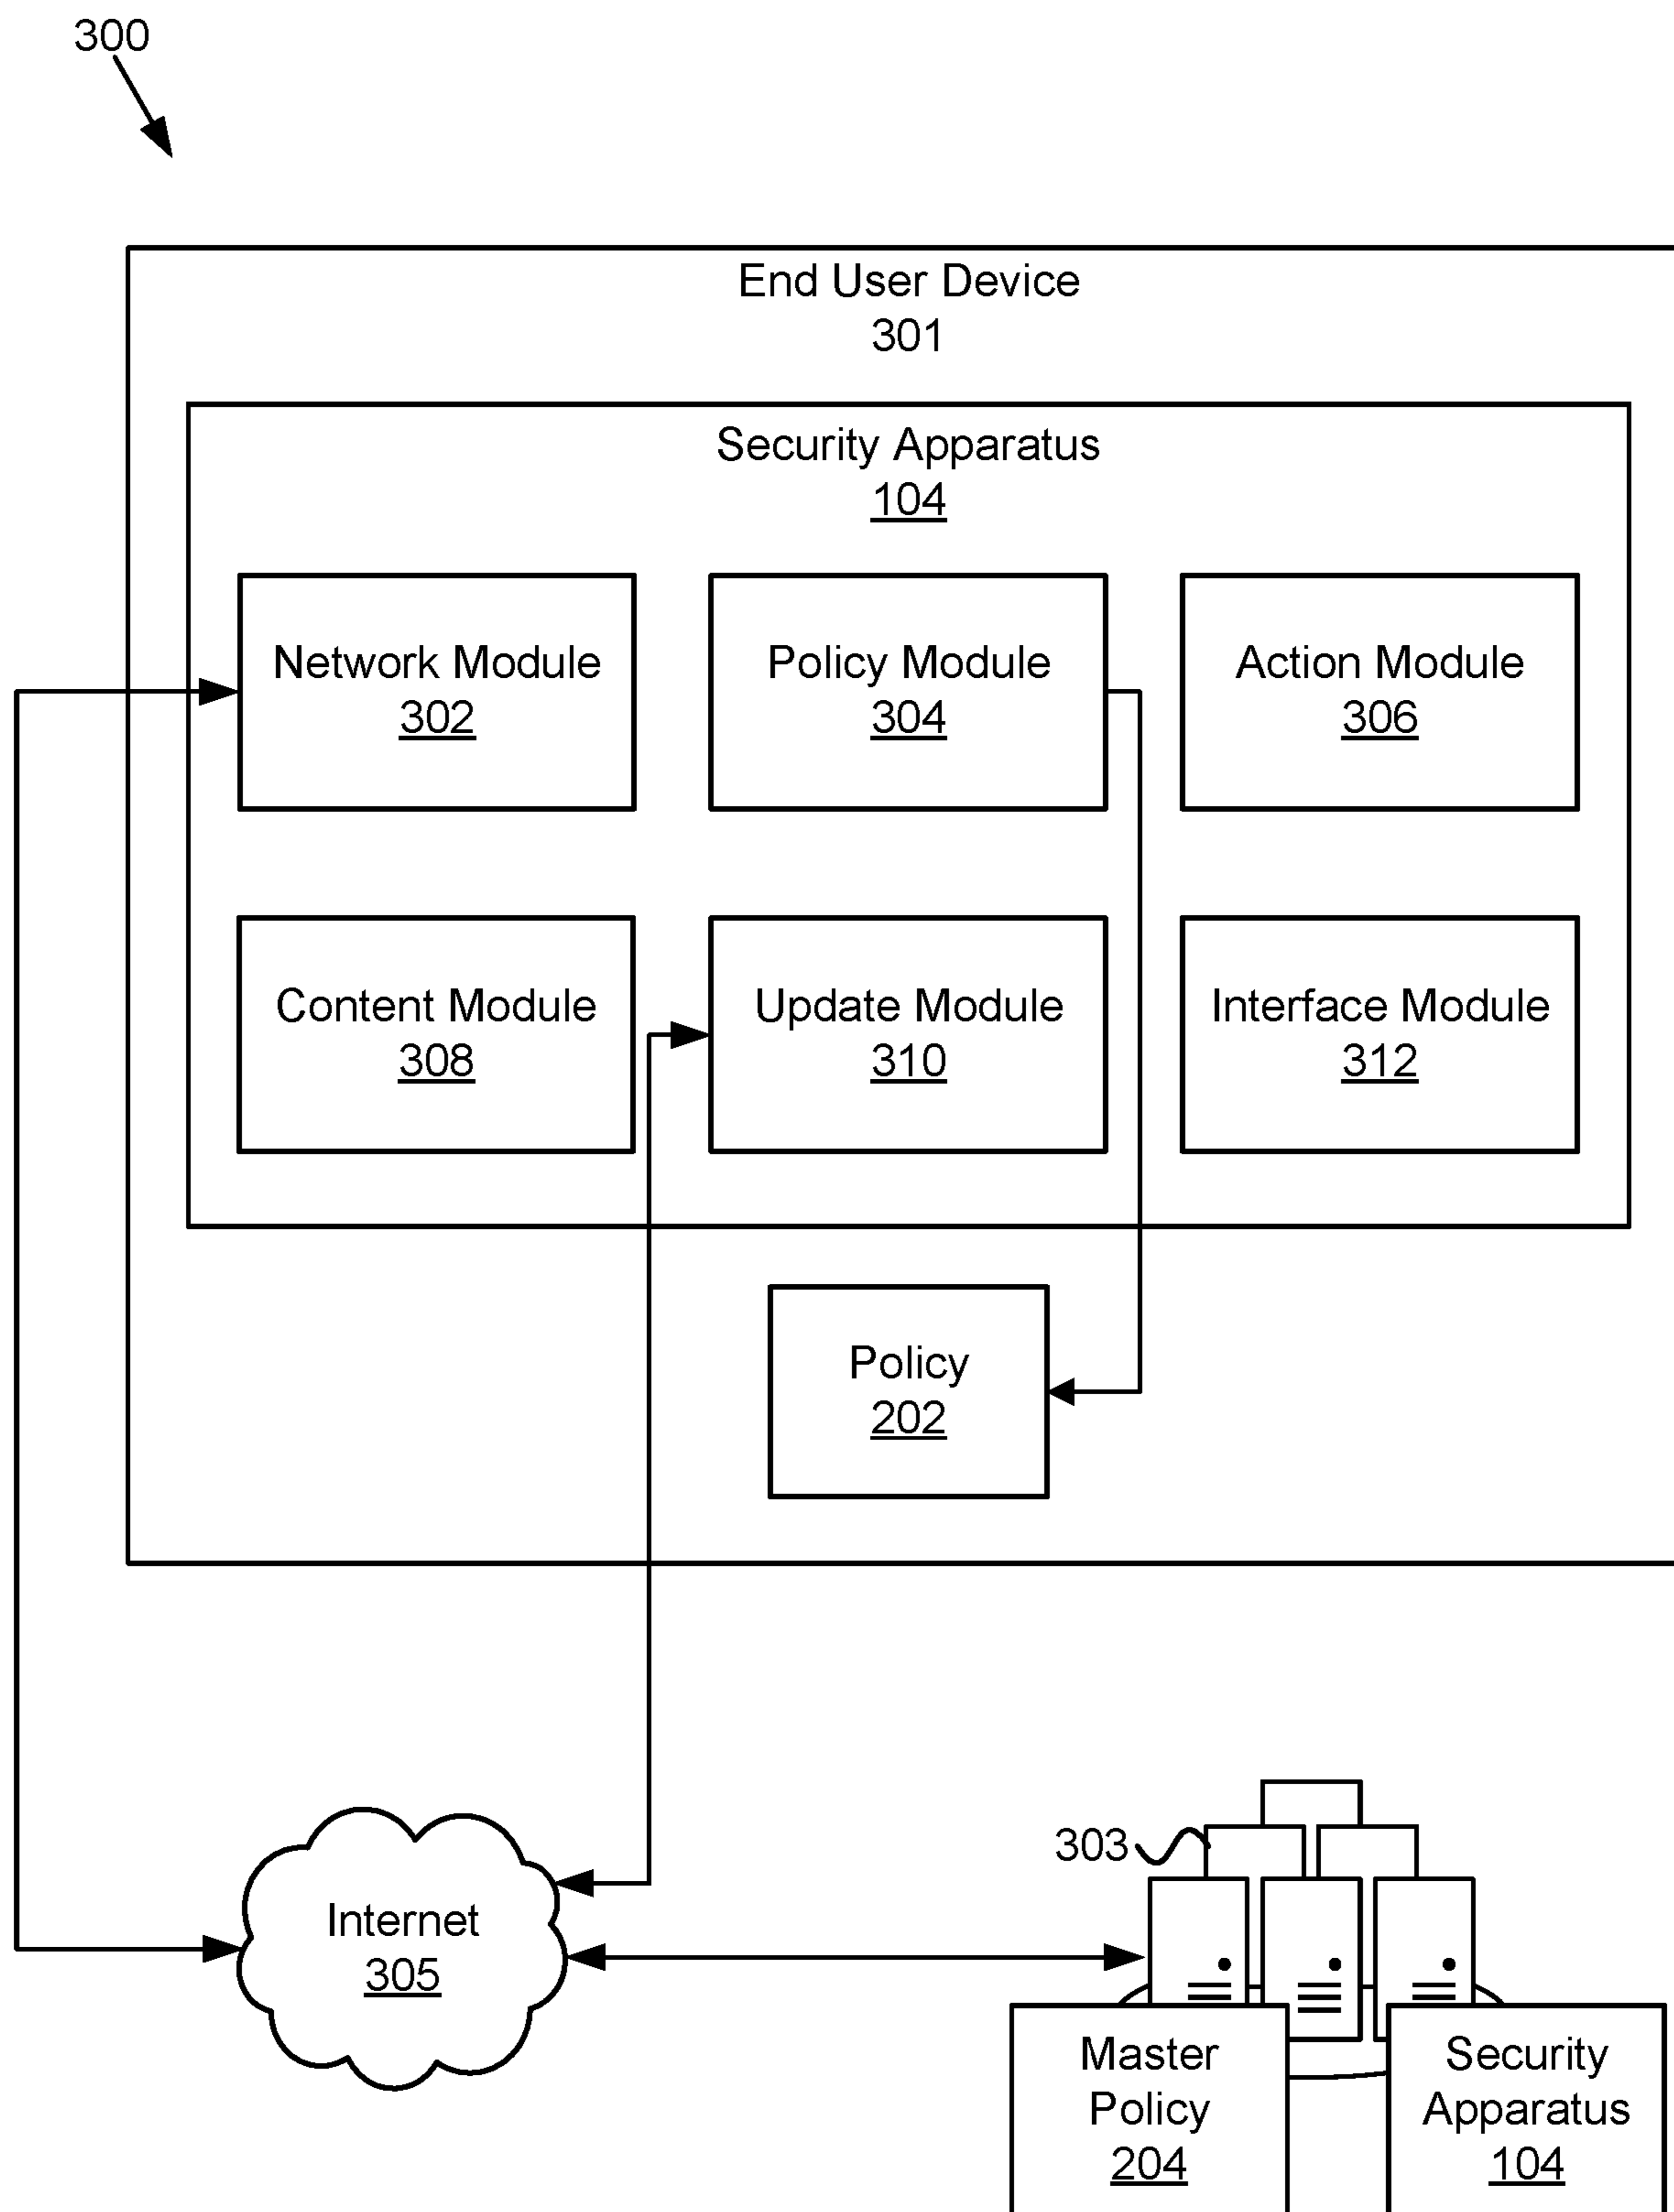 300
End User Device
301
Security Apparatus
104
Network Module
302
Policy Module
304
Action Module
306
Content Module
308
Update Module
310
Interface Module
312
Policy
202
303
Internet
305
Master
Policy
204
Security
Apparatus
104